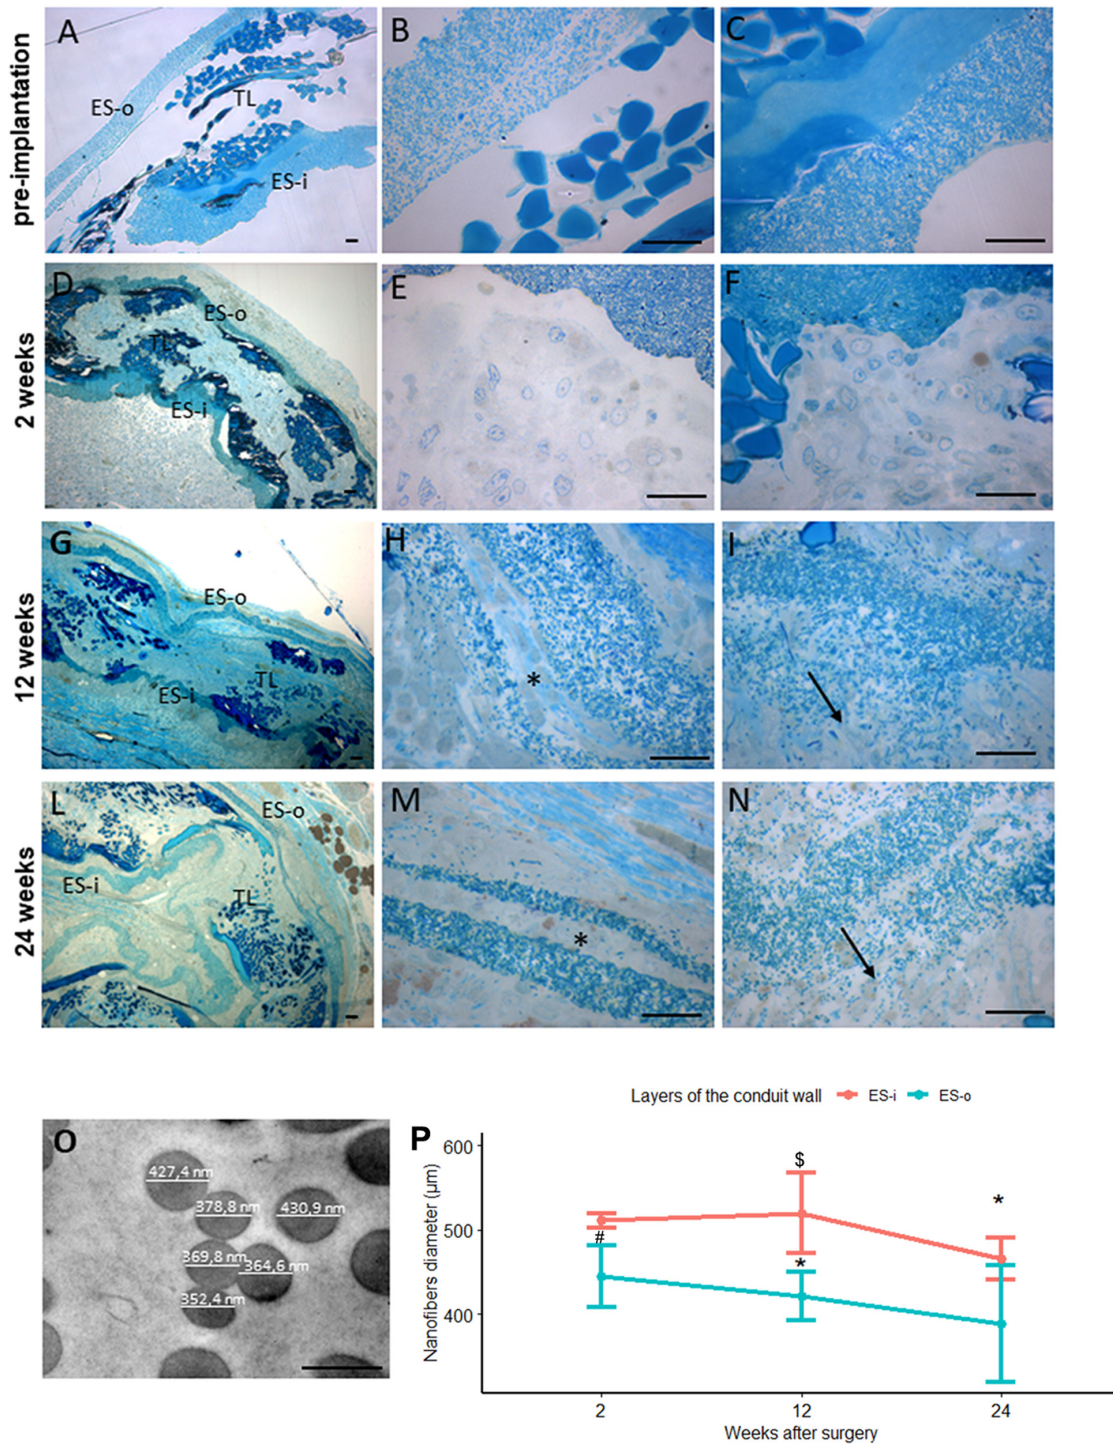 pre-implantation
A
ES-o
TL
ES-i
B
C
2 weeks
D
ES-o
TL
ES-i
E
F
12 weeks
G
ES-o
TL
ES-i
H
*
I
24 weeks
L
ES-o
ES-i
TL
M
*
N
O
427,4 nm
378,8 nm
430,9 nm
369,8 nm
364,6 nm
352,4 nm
P
Layers of the conduit wall ES-i ES-o
Nanofibers diameter (μm)
600
500
400
#
$
*
*
2 12 24
Weeks after surgery